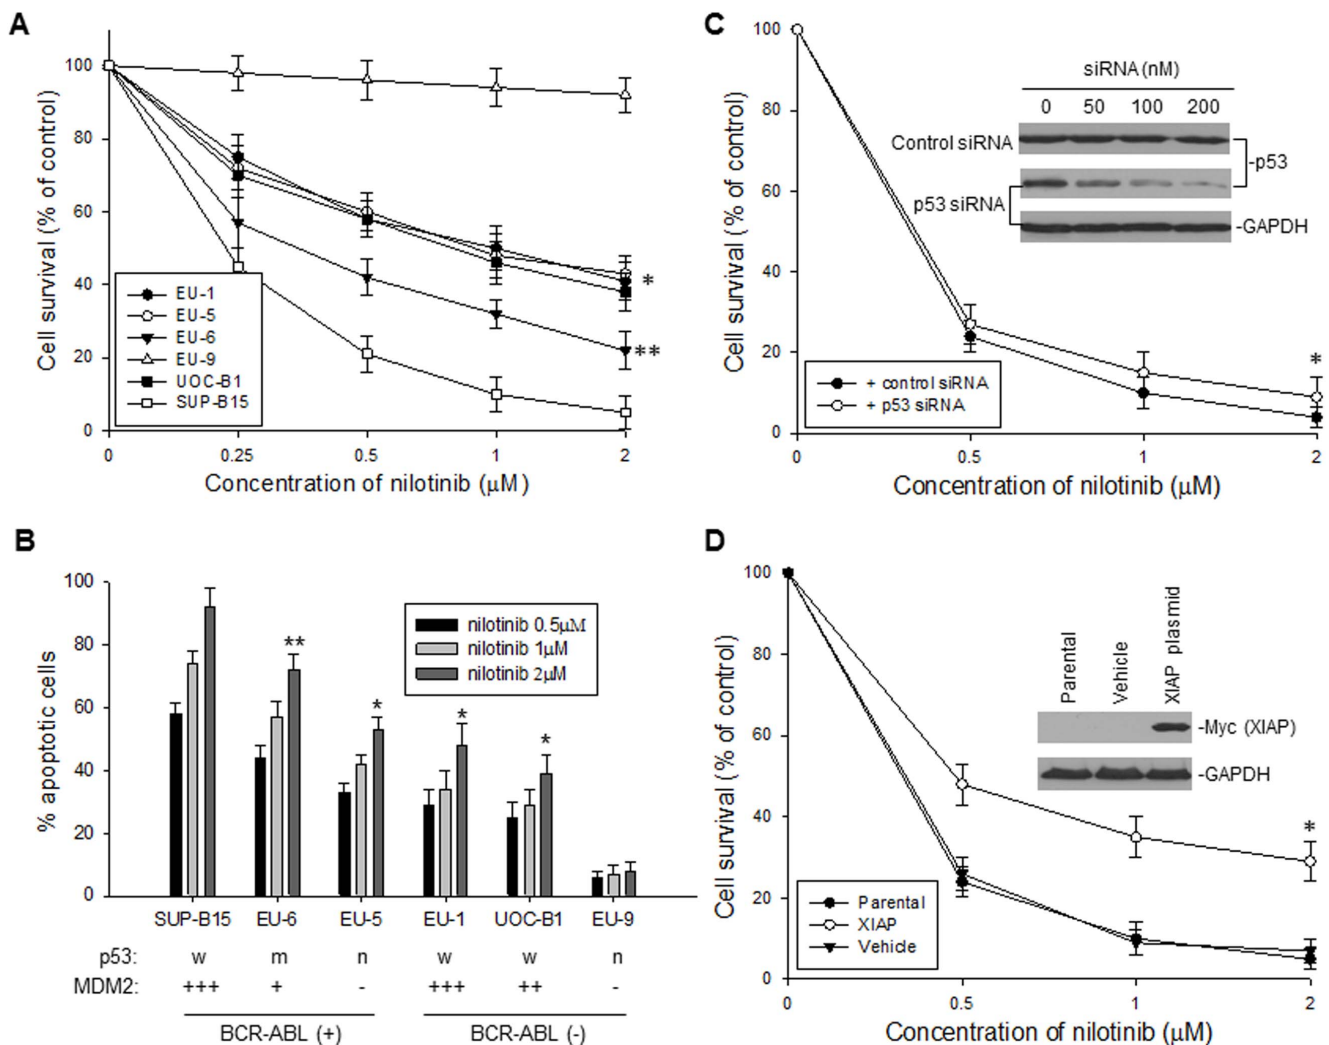 A
Cell survival (% of control)
100
80
60
40
20
0
EU-1
EU-5
EU-6
EU-9
UOC-B1
SUP-B15
*
**
0 0.25 0.5 1 2
Concentration of nilotinib (μM)
B
% apoptotic cells
100
80
60
40
20
0
nilotinib 0.5μM
nilotinib 1μM
nilotinib 2μM
** * * *
SUP-B15 EU-6 EU-5 EU-1 UOC-B1 EU-9
p53: w m n w w n
MDM2: +++ + - +++ ++ -
BCR-ABL (+) BCR-ABL (-)
C
Cell survival (% of control)
100
80
60
40
20
0
siRNA (nM)
0 50 100 200
Control siRNA
-p53
p53 siRNA
-GAPDH
+ control siRNA
+ p53 siRNA
*
0 0.5 1 2
Concentration of nilotinib (μM)
D
Cell survival (% of control)
100
80
60
40
20
0
Parental
Vehicle
XIAP plasmid
-Myc (XIAP)
-GAPDH
Parental
XIAP
Vehicle
*
0 0.5 1 2
Concentration of nilotinib (μM)